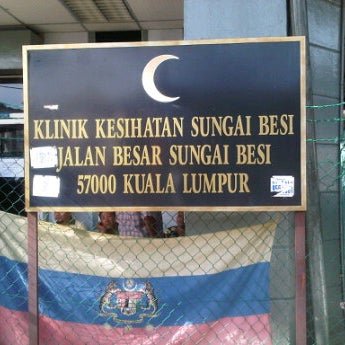 KLINIK KESIHATAN SUNGAI BESI
JALAN BESAR SUNGAI BESI
57000 KUALA LUMPUR